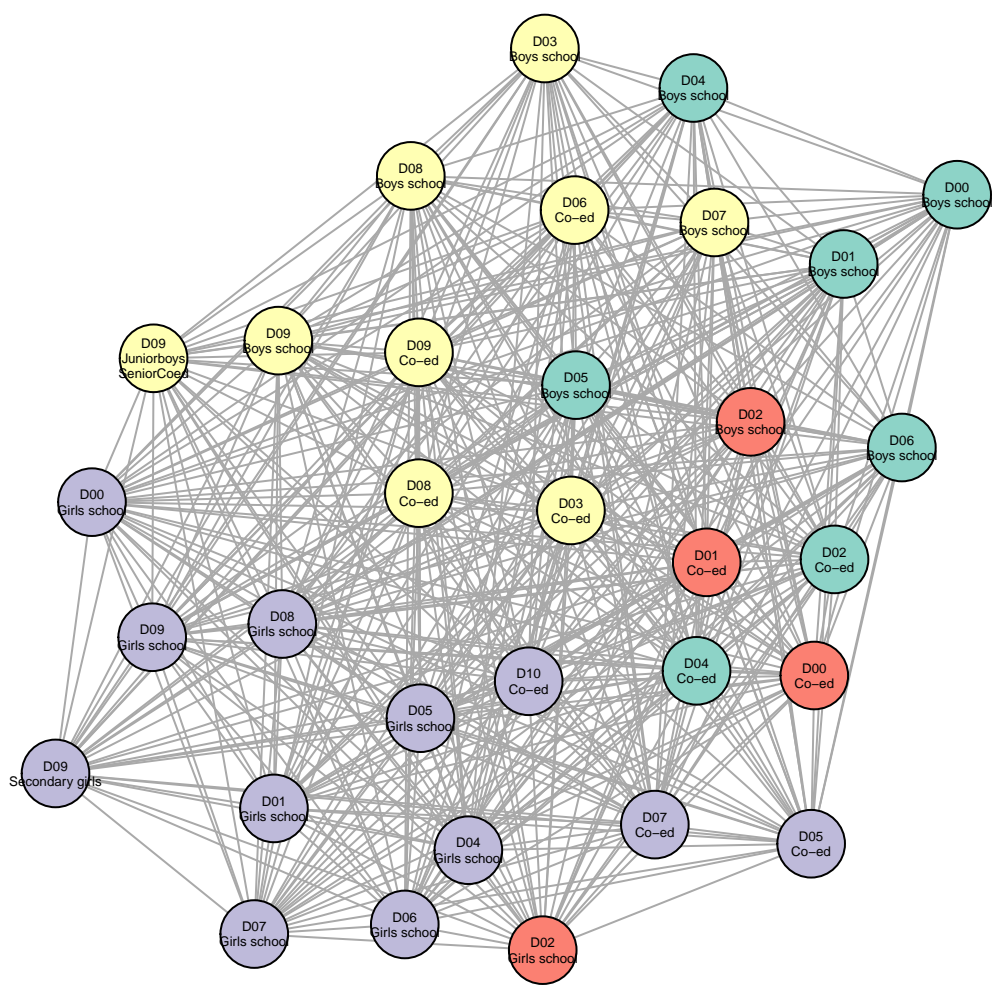 D03
Boys school
D04
Boys school
D08
Boys school
D06
Co−ed
D07
Boys school
D00
Boys school
D01
Boys school
D09
Juniorboys
SeniorCoed
D09
Boys school
D09
Co−ed
D05
Boys school
D02
Boys school
D06
Boys school
D00
Girls school
D08
Co−ed
D03
Co−ed
D01
Co−ed
D02
Co−ed
D09
Girls school
D08
Girls school
D10
Co−ed
D04
Co−ed
D00
Co−ed
D05
Girls school
D09
Secondary girls
D01
Girls school
D04
Girls school
D07
Co−ed
D05
Co−ed
D07
Girls school
D06
Girls school
D02
Girls school